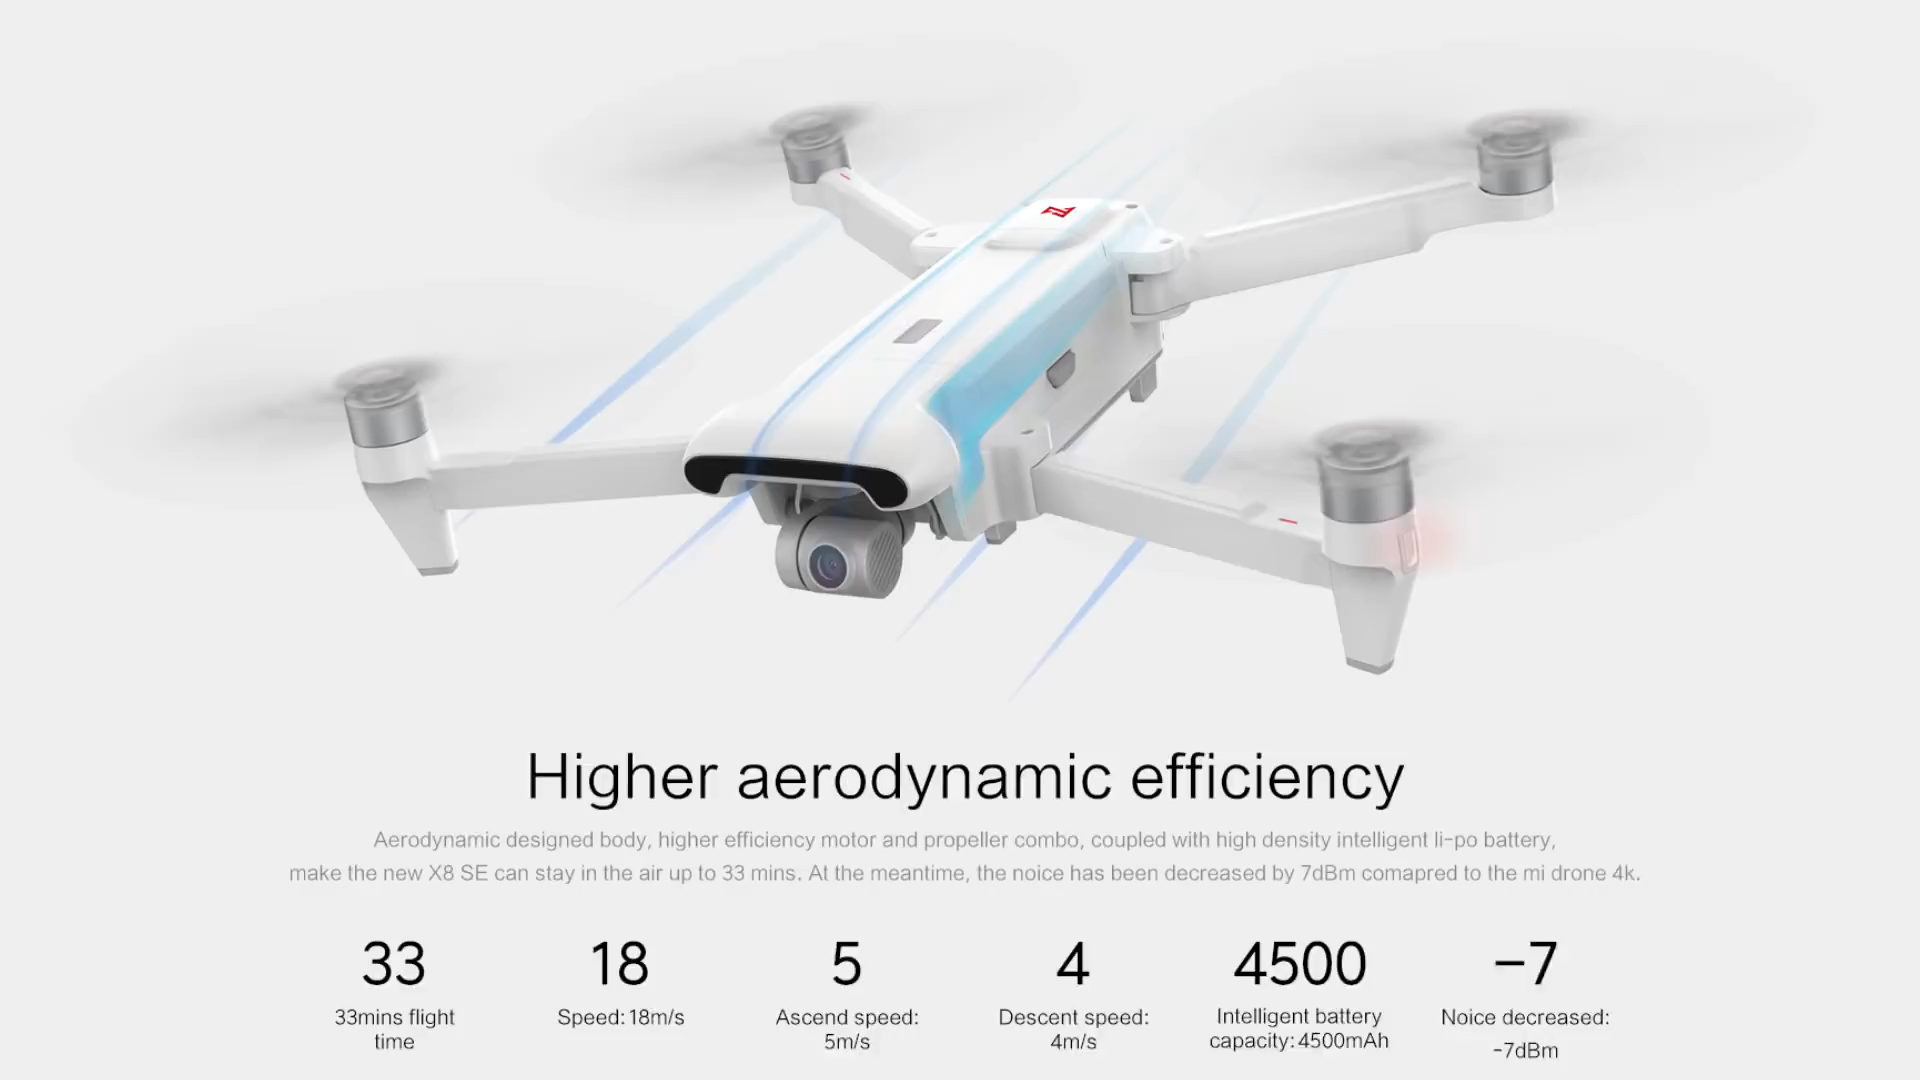 Higher aerodynamic efficiency
Aerodynamic designed body, higher efficiency motor and propeller combo, coupled with high density intelligent li-po battery,
make the new X8 SE can stay in the air up to 33 mins. At the meantime, the noice has been decreased by 7dBm comapred to the mi drone 4k.
33
33mins flight
time
18
Speed:18m/s
5
Ascend speed:
5m/s
4
Descent speed:
4m/s
4500
Intelligent battery
capacity:4500mAh
-7
Noice decreased:
-7dBm